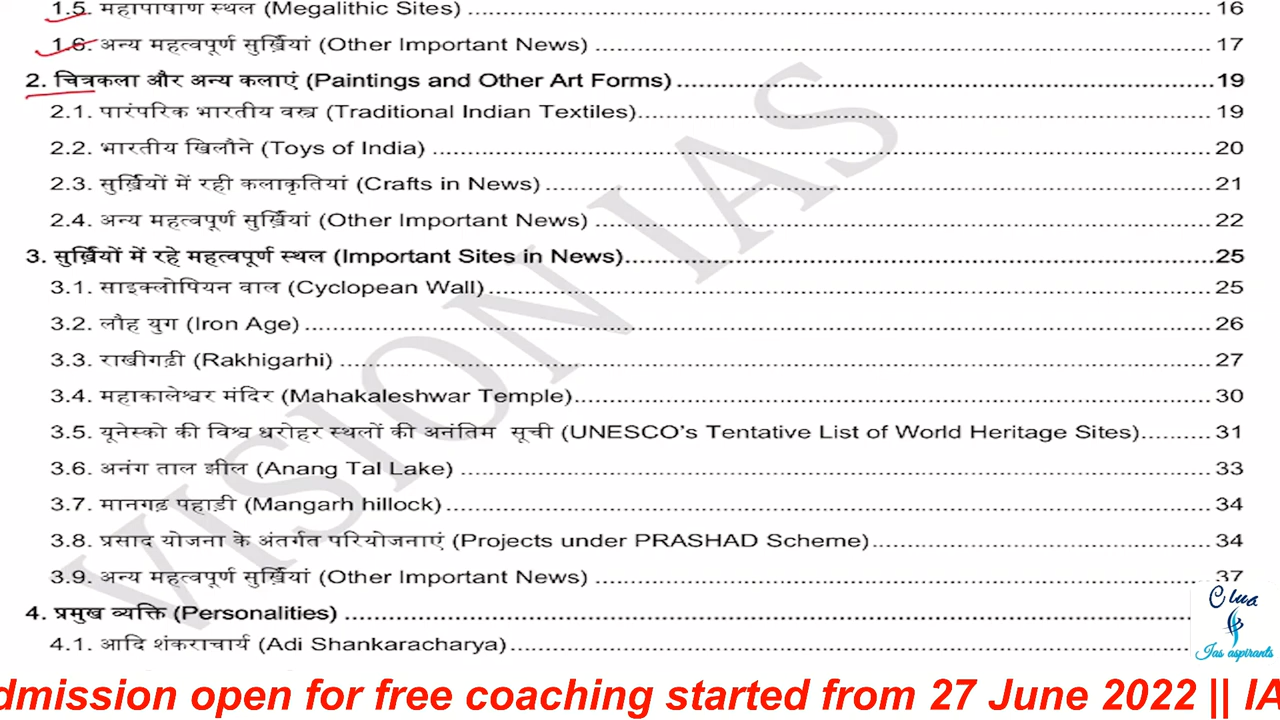 1.5. महापाषाण स्थल (Megalithic Sites) ........ 16
1.6. अन्य महत्वपूर्ण सुर्ख़ियां (Other Important News) ........ 17
2. चित्रकला और अन्य कलाएं (Paintings and Other Art Forms) ........ 19
2.1. पारंपरिक भारतीय वस्त्र (Traditional Indian Textiles)........ 19
2.2. भारतीय खिलौने (Toys of India) ........ 20
2.3. सुर्ख़ियों में रही कलाकृतियां (Crafts in News) ........ 21
2.4. अन्य महत्वपूर्ण सुर्ख़ियां (Other Important News) ........ 22
3. सुर्ख़ियों में रहे महत्वपूर्ण स्थल (Important Sites in News)........ 25
3.1. साइक्लोपियन वाल (Cyclopean Wall) ........ 25
3.2. लौह युग (Iron Age) ........ 26
3.3. राखीगढ़ी (Rakhigarhi) ........ 27
3.4. महाकालेश्वर मंदिर (Mahakaleshwar Temple)........ 30
3.5. यूनेस्को की विश्व धरोहर स्थलों की अनंतिम सूची (UNESCO's Tentative List of World Heritage Sites)........ 31
3.6. अनंग ताल झील (Anang Tal Lake) ........ 33
3.7. मानगढ़ पहाड़ी (Mangarh hillock) ........ 34
3.8. प्रसाद योजना के अंतर्गत परियोजनाएं (Projects under PRASHAD Scheme)........ 34
3.9. अन्य महत्वपूर्ण सुर्ख़ियां (Other Important News) ........ 37
4. प्रमुख व्यक्ति (Personalities) ........
4.1. आदि शंकराचार्य (Adi Shankaracharya)........
VISION IAS
Clua
Ias aspirants
dmission open for free coaching started from 27 June 2022 || IA